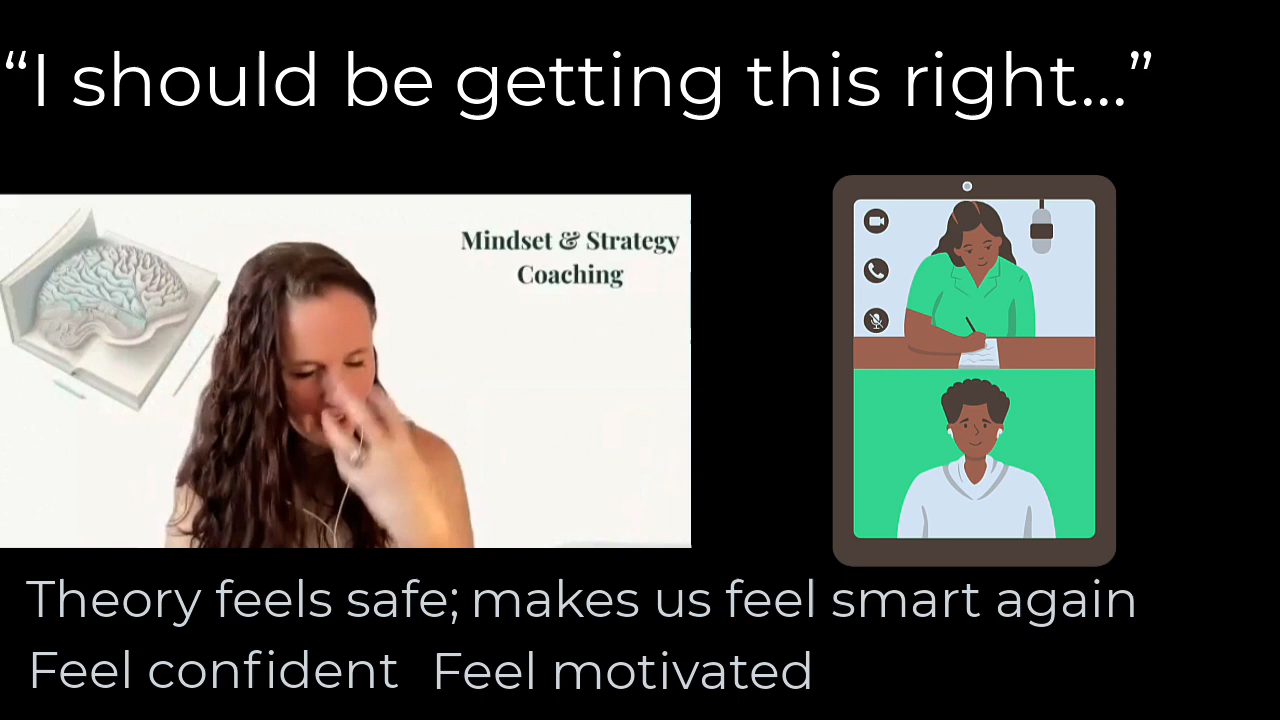 “I should be getting this right...”
Mindset & Strategy
Coaching
Theory feels safe; makes us feel smart again
Feel confident Feel motivated